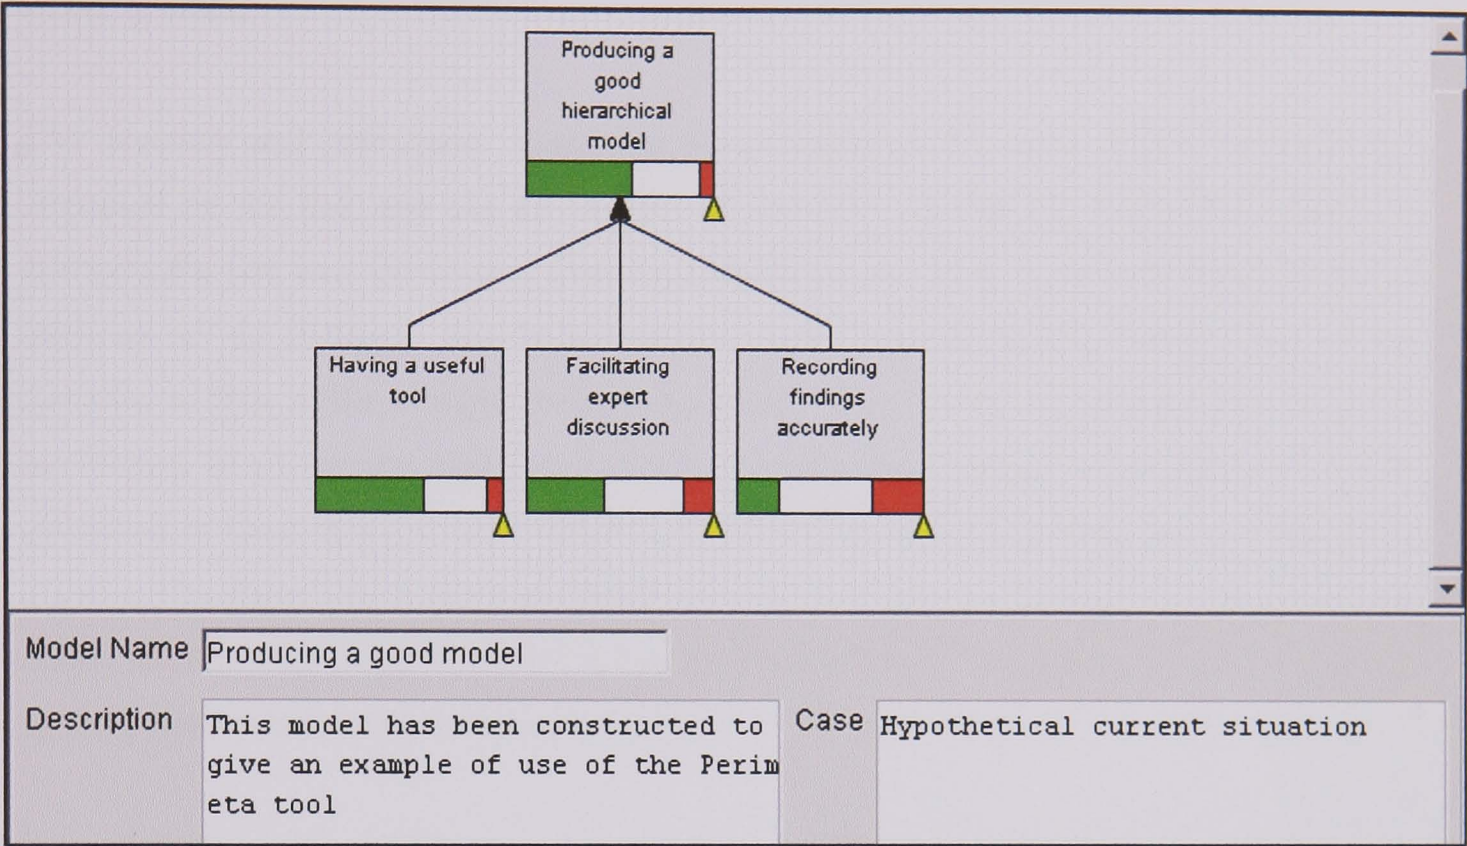 Producing a
good
hierarchical
model
Having a useful
tool
Facilitating
expert
discussion
Recording
findings
accurately
Model Name Producing a good model
Description This model has been constructed to
give an example of use of the Perim
eta tool
Case Hypothetical current situation